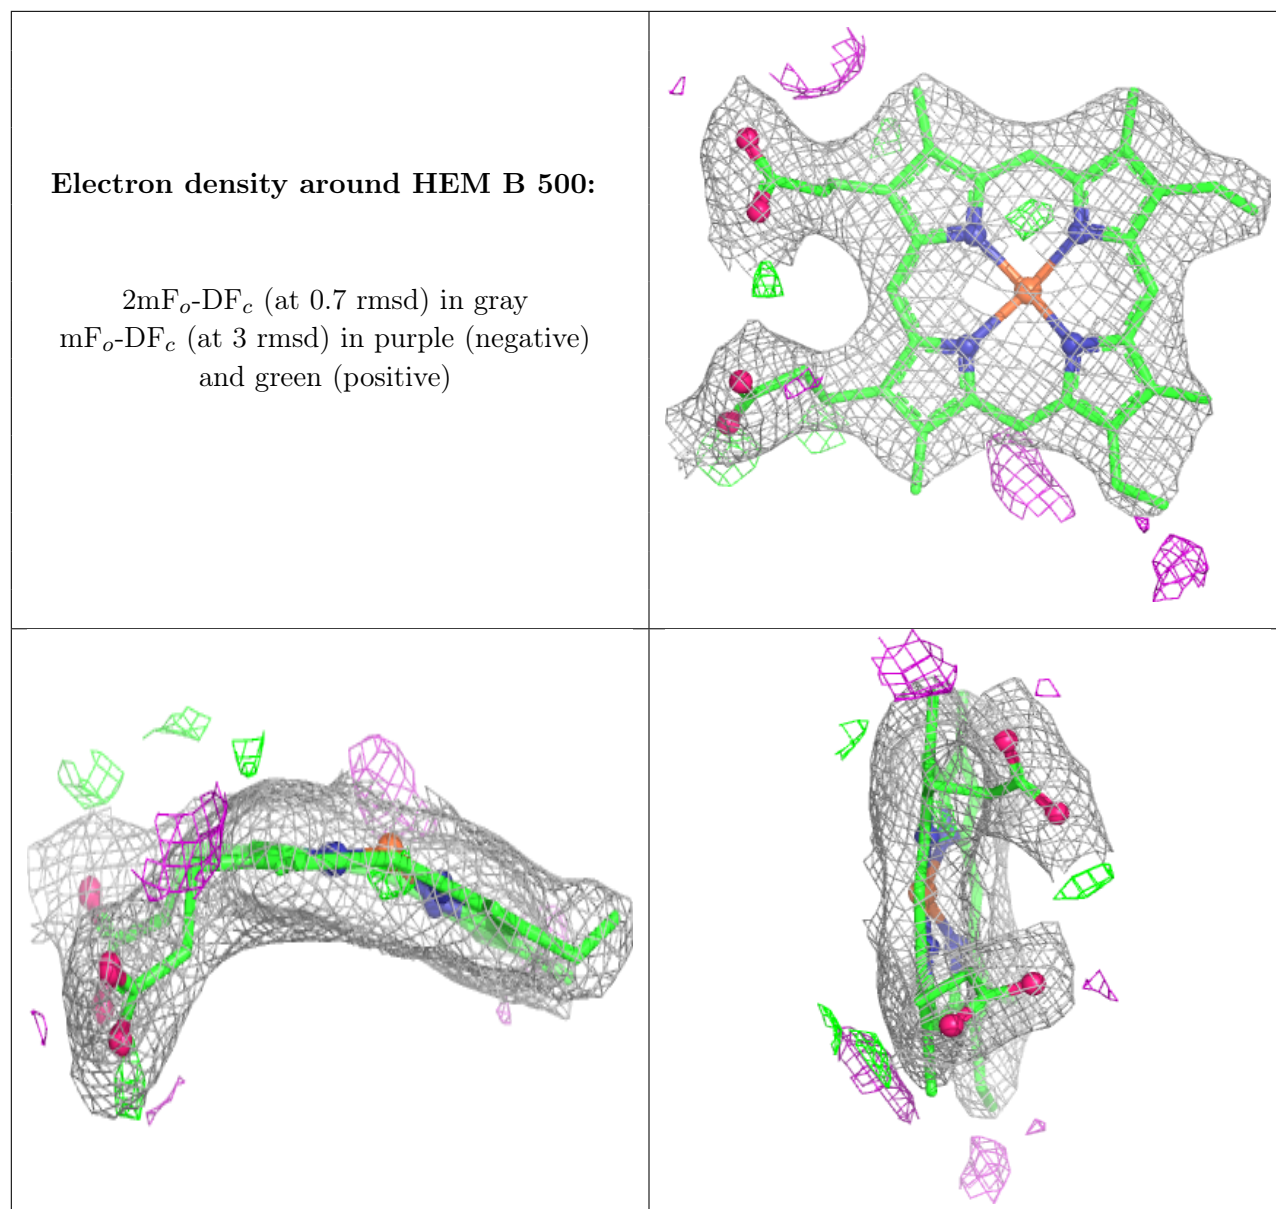 Electron density around HEM B 500:
2mFo-DFc (at 0.7 rmsd) in gray
mFo-DFc (at 3 rmsd) in purple (negative)
and green (positive)